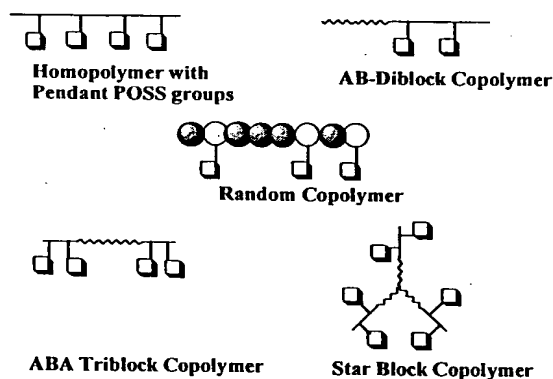 Homopolymer with
Pendant POSS groups
AB-Diblock Copolymer
Random Copolymer
ABA Triblock Copolymer
Star Block Copolymer